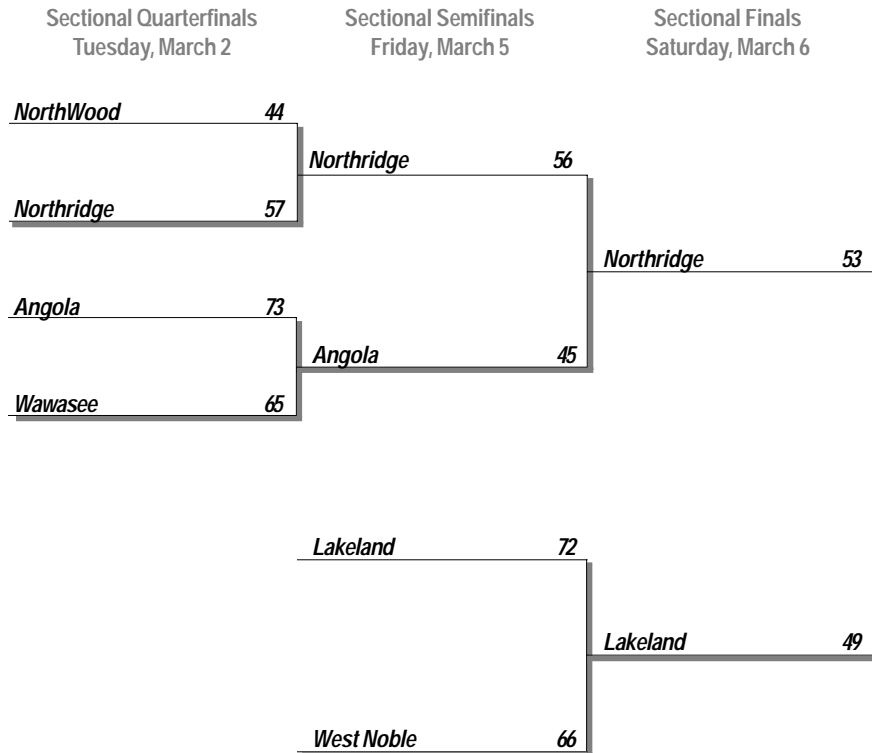 Sectional Quarterfinals Sectional Semifinals Sectional Finals
Tuesday, March 2 Friday, March 5 Saturday, March 6
NorthWood 44
Northridge 56
Northridge 57
Northridge 53
Angola 73
Angola 45
Wawasee 65
Lakeland 72
Lakeland 49
West Noble 66